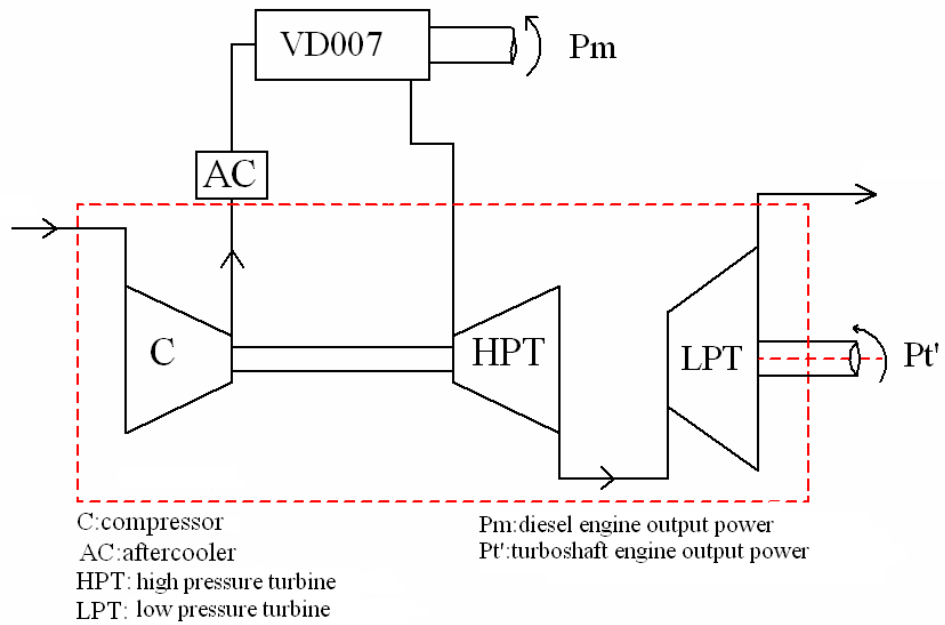 VD007
Pm
AC
C
HPT
LPT
Pt'
C:compressor
AC:aftercooler
HPT: high pressure turbine
LPT: low pressure turbine
Pm:diesel engine output power
Pt':turboshaft engine output power